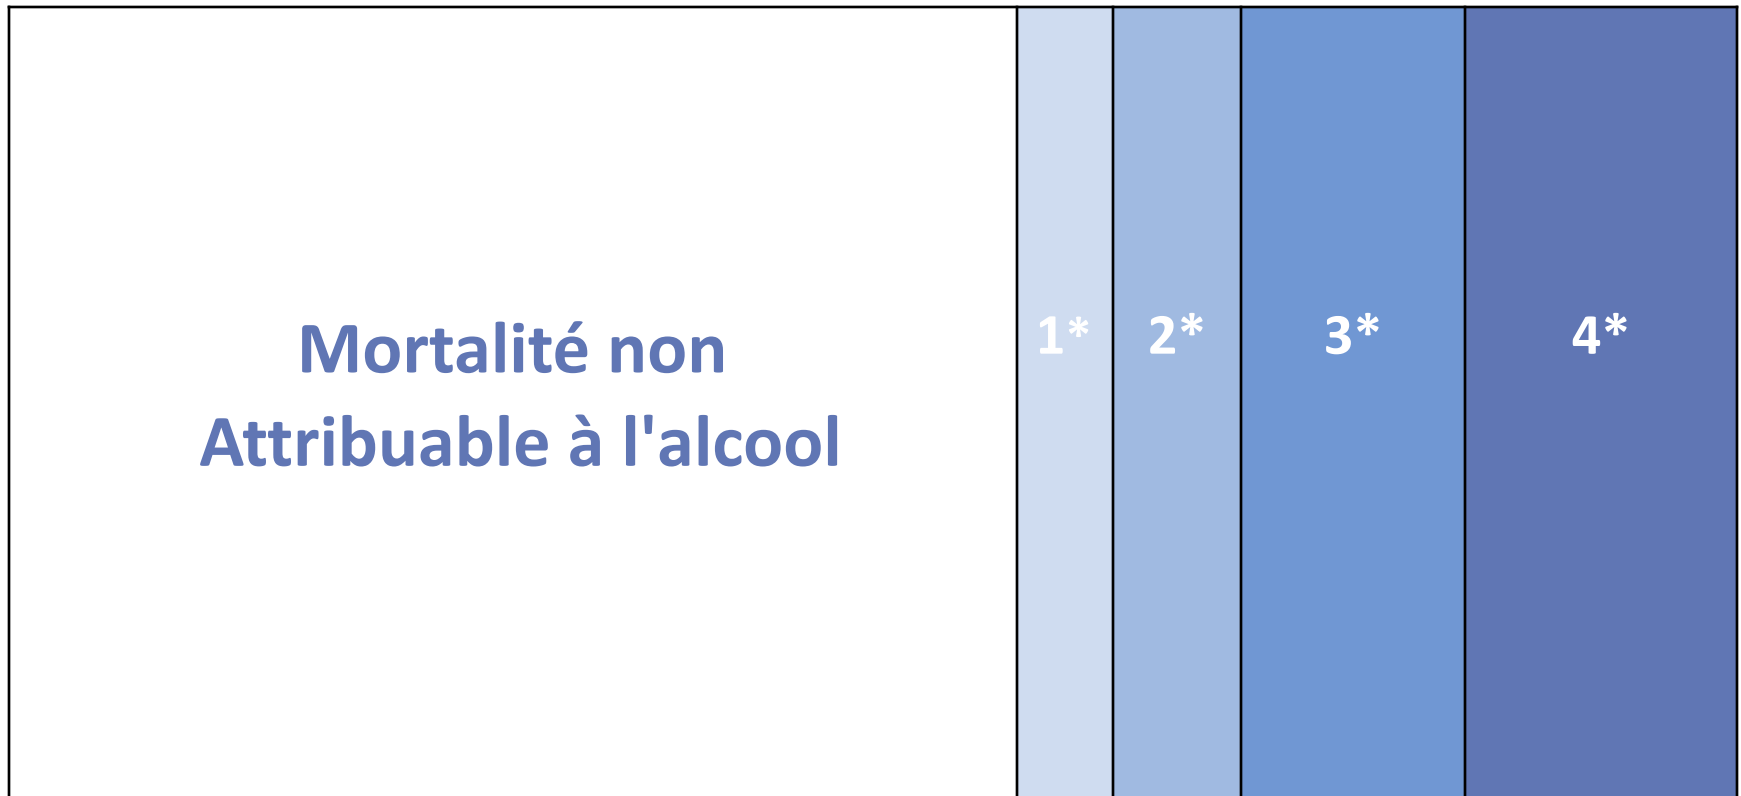 Mortalité non
Attribuable à l'alcool
1*
2*
3*
4*